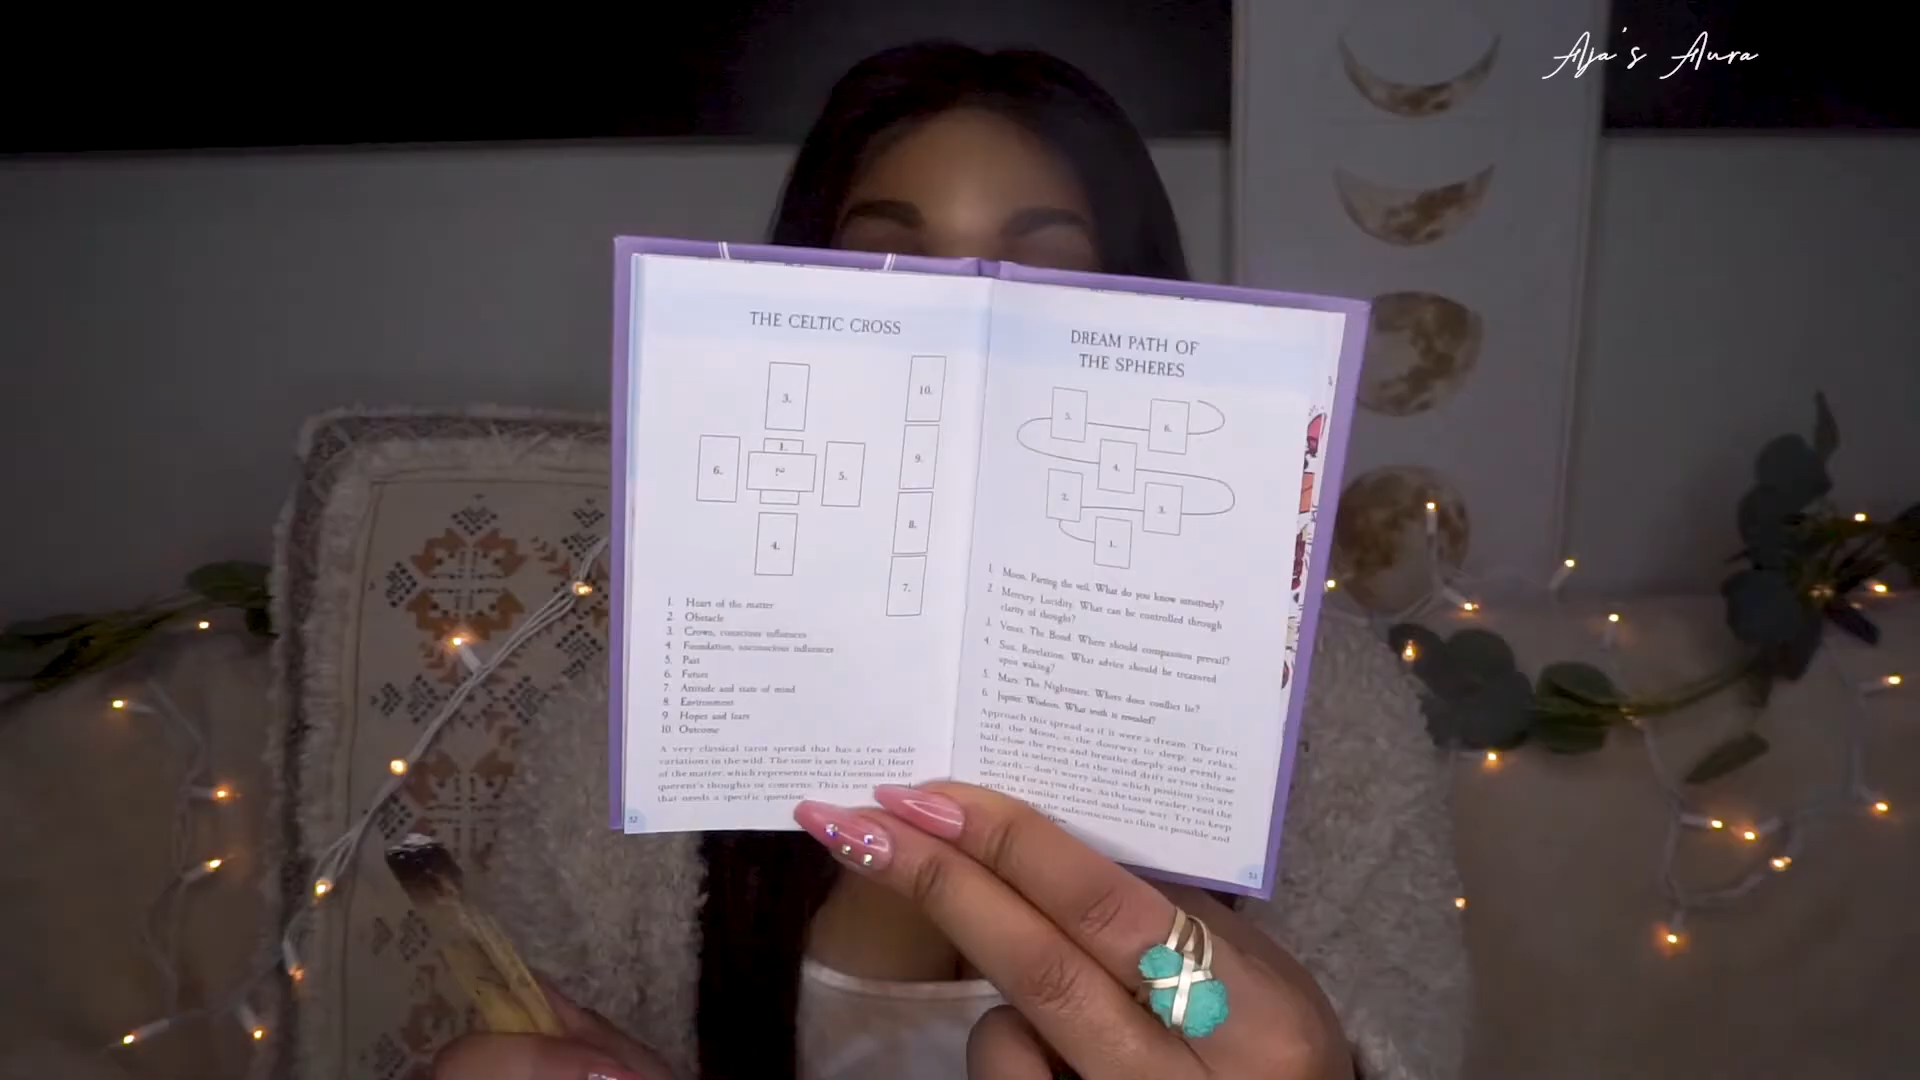 Aja's Aura
THE CELTIC CROSS
3.
10.
1.
6.
2.
5.
9.
4.
8.
7.
1. Heart of the matter
2. Obstacle
3. Crown, conscious influences
4. Foundation, unconscious influences
5. Past
6. Future
7. Attitude and state of mind
8. Environment
9. Hopes and fears
10. Outcome
A very classical tarot spread that has a few subtle
variations in the wild. The tone is set by card 1, Heart
of the matter, which represents what is foremost in the
querent's thoughts or concerns. This is not a
that needs a specific question.
52
DREAM PATH OF
THE SPHERES
5.
6.
4.
2.
3.
1.
1. Moon. Parting the veil. What do you know intuitively?
2. Mercury. Lucidity. What can be controlled through
clarity of thought?
3. Venus. The Bond. Where should compassion prevail?
4. Sun. Revelation. What advice should be treasured
upon waking?
5. Mars. The Nightmare. Where does conflict lie?
6. Jupiter. Wisdom. What truth is revealed?
Approach this spread as if it were a dream. The first
card, the Moon, is the doorway to sleep, so relax,
half-close the eyes and breathe deeply and evenly as
the card is selected. Let the mind drift as you choose
the cards – don't worry about which position you are
selecting for as you draw. As the tarot reader, read the
cards in a similar relaxed and loose way. Try to keep
to the subconscious as thin as possible and
flow.
53